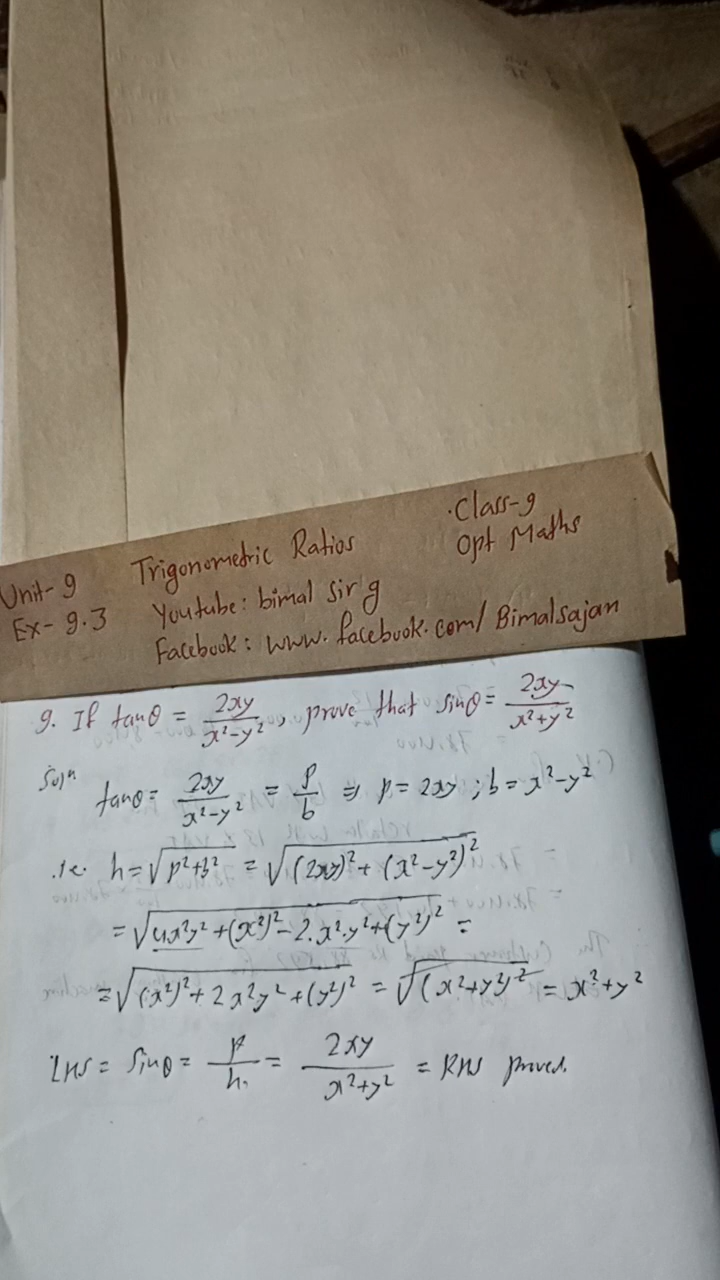 Unit-9 Trigonometric Ratios Class-9
Ex-9.3 Youtube: bimal sir g Opt Maths
Facebook: www.facebook.com/Bimalsajan
9. If tanθ = 2xy/(x²-y²), prove that sinθ = 2xy/(x²+y²)
Soln tanθ = 2xy/(x²-y²) = p/b ⇒ p = 2xy ; b = x²-y²
h = √(p²+b²) = √((2xy)² + (x²-y²)²)
= √(4x²y² + (x²)² - 2.x².y² + (y²)²) =
= √((x²)² + 2x²y² + (y²)²) = √((x²+y²)²) = x²+y²
LHS = Sinθ = p/h = 2xy/(x²+y²) = RHS proved.